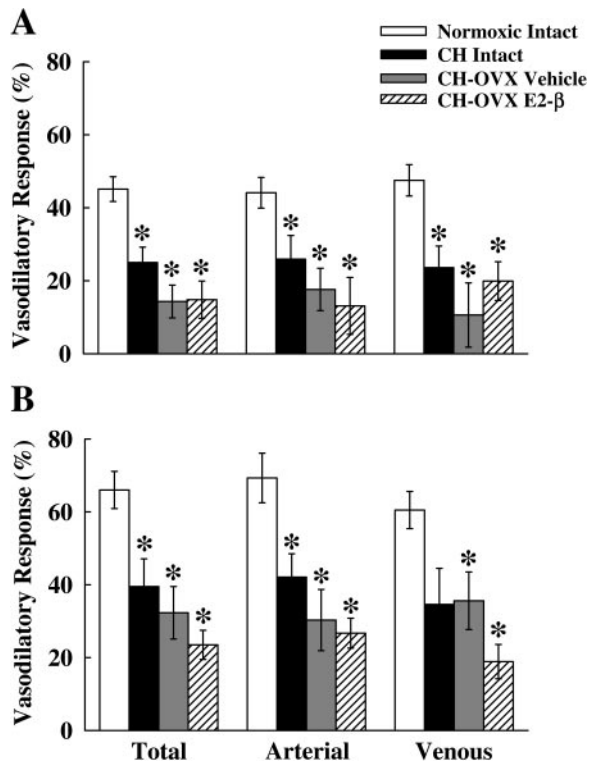 A
Normoxic Intact
CH Intact
CH-OVX Vehicle
CH-OVX E2-β
Vasodilatory Response (%)
80
60
40
20
0
* * * * * * * * *
B
Vasodilatory Response (%)
80
60
40
20
0
* * * * * * * *
Total Arterial Venous